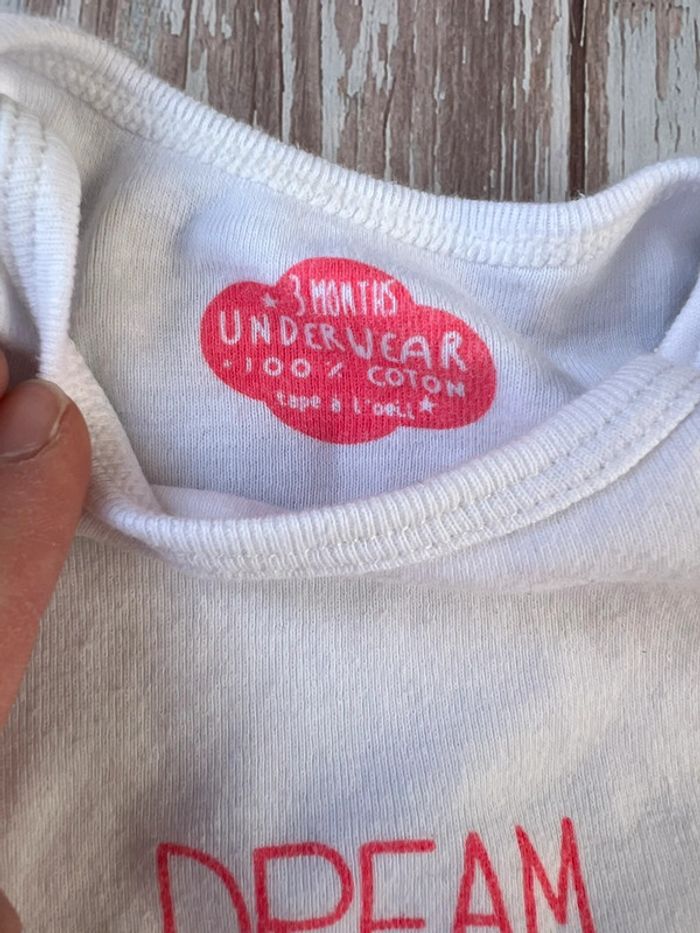 3 MONTHS
UNDERWEAR
100% COTON
tape à l'oeil
DREAM